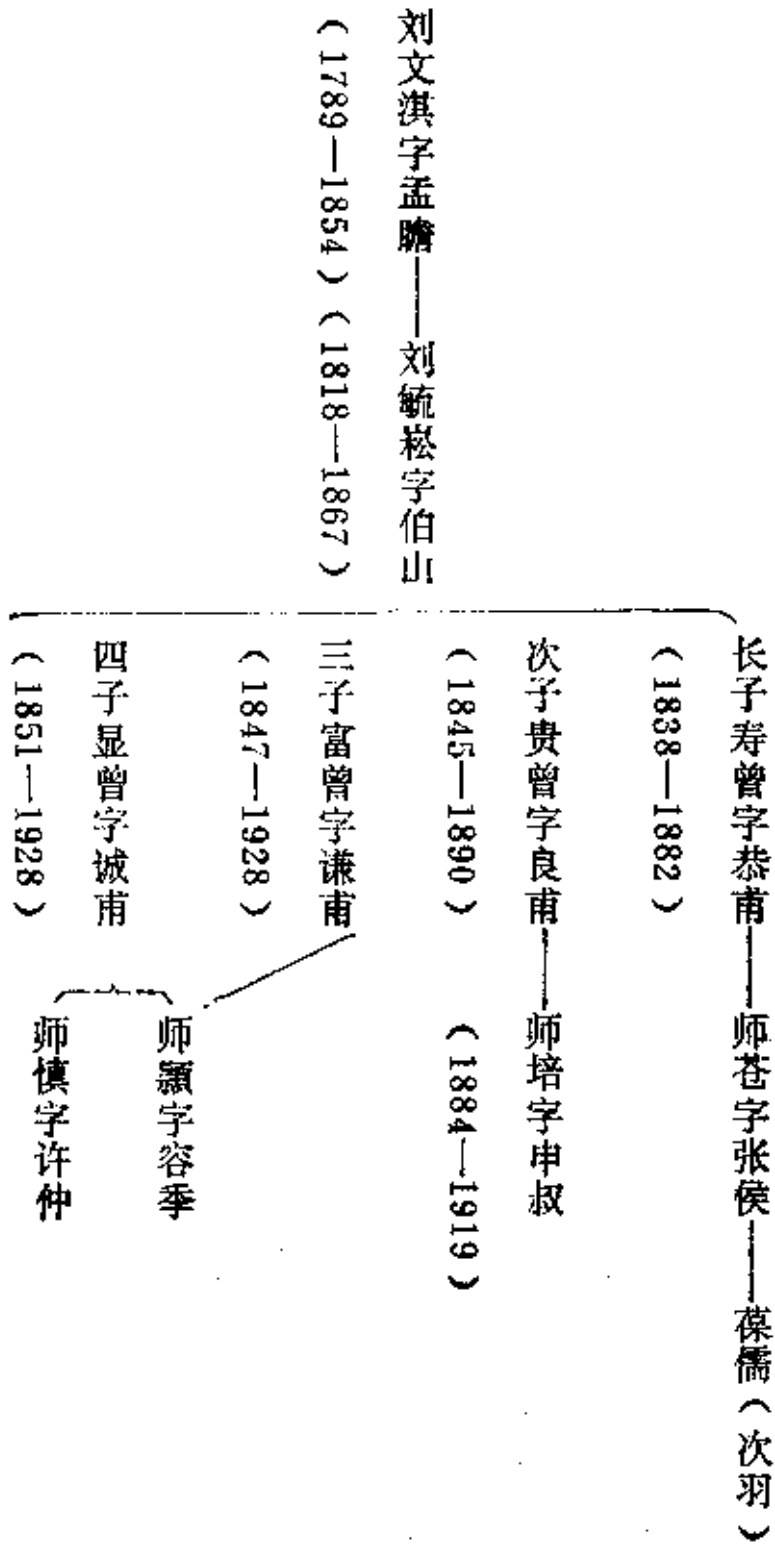 刘文淇字孟瞻——刘毓崧字伯山
（1789—1854）（1818—1867）
长子寿曾字恭甫——师苍字张侯——葆儒（次羽）
（1838—1882）
次子贵曾字良甫——师培字申叔
（1845—1890）（1884—1919）
三子富曾字谦甫
（1847—1928）
四子显曾字诚甫
（1851—1928）
师颖字容季
师慎字许仲